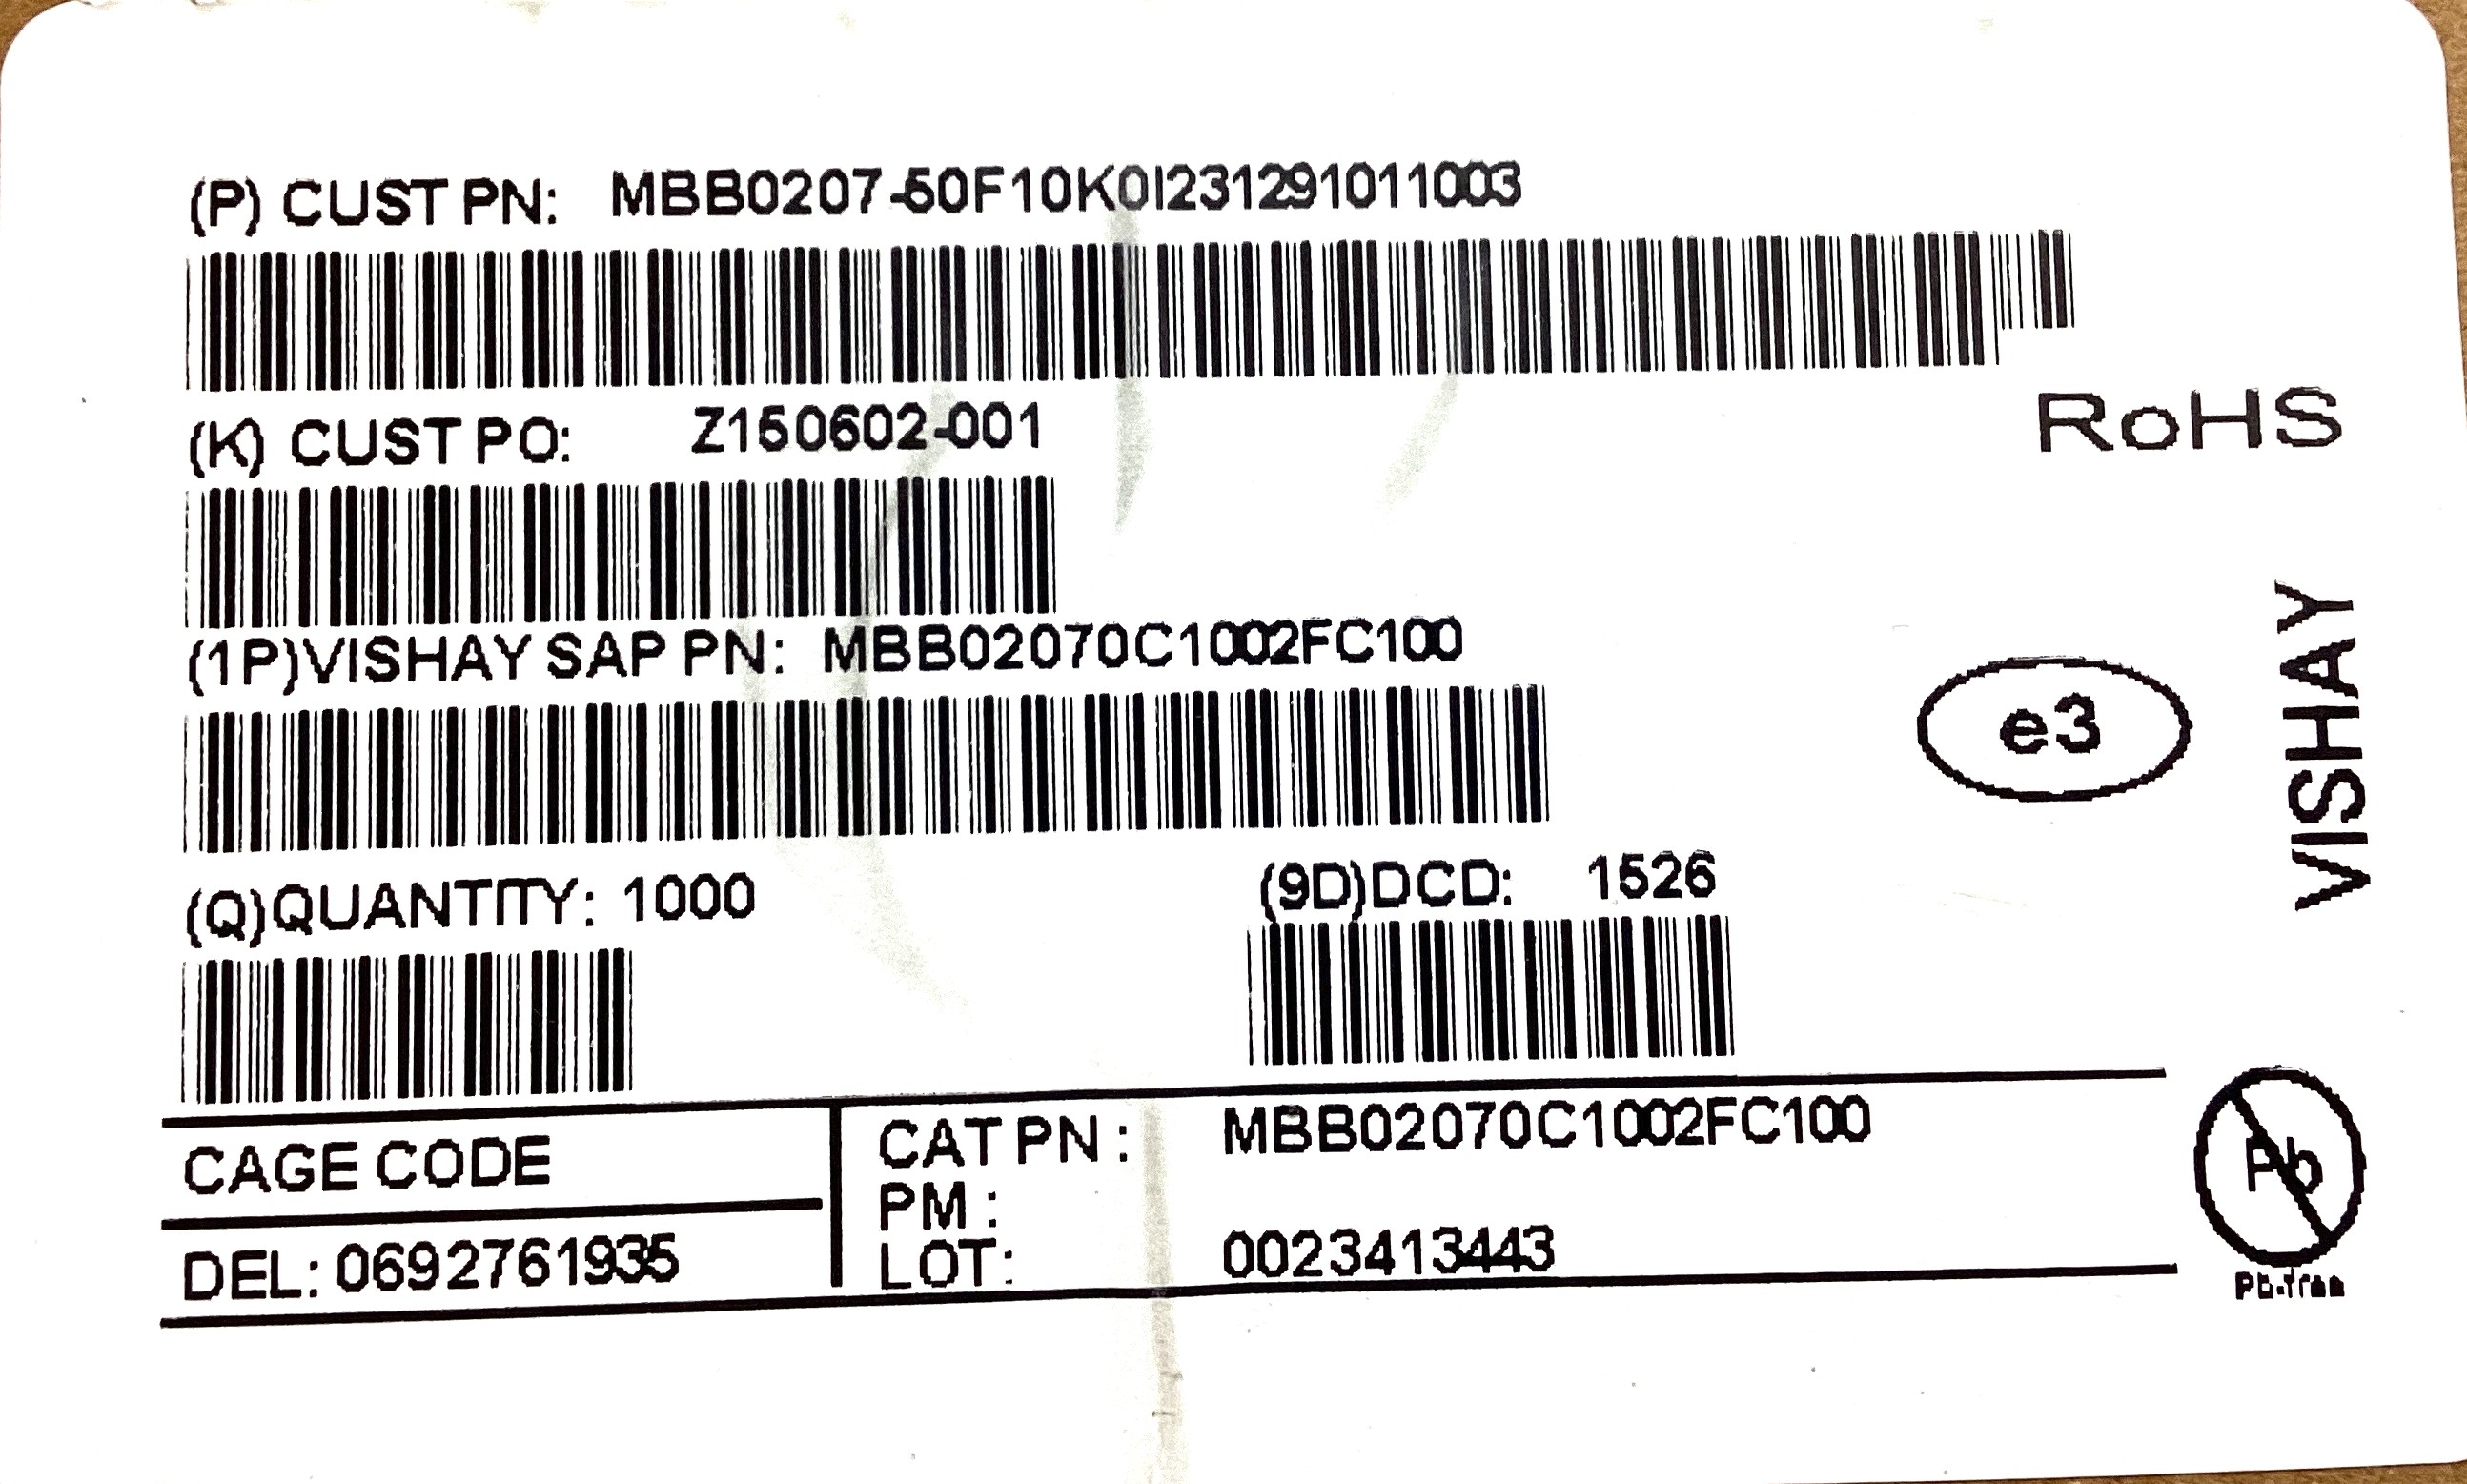 (P) CUST PN: MBB0207-50F10K0I231291011003
(K) CUST PO: Z150602-001
RoHS
(1P)VISHAY SAP PN: MBB02070C1002FC100
e3
VISHAY
(Q)QUANTITY: 1000
(9D)DCD: 1526
CAGE CODE
CAT PN : MBB02070C1002FC100
PM :
DEL: 0692761935
LOT: 0023413443
Pb
Pb-free